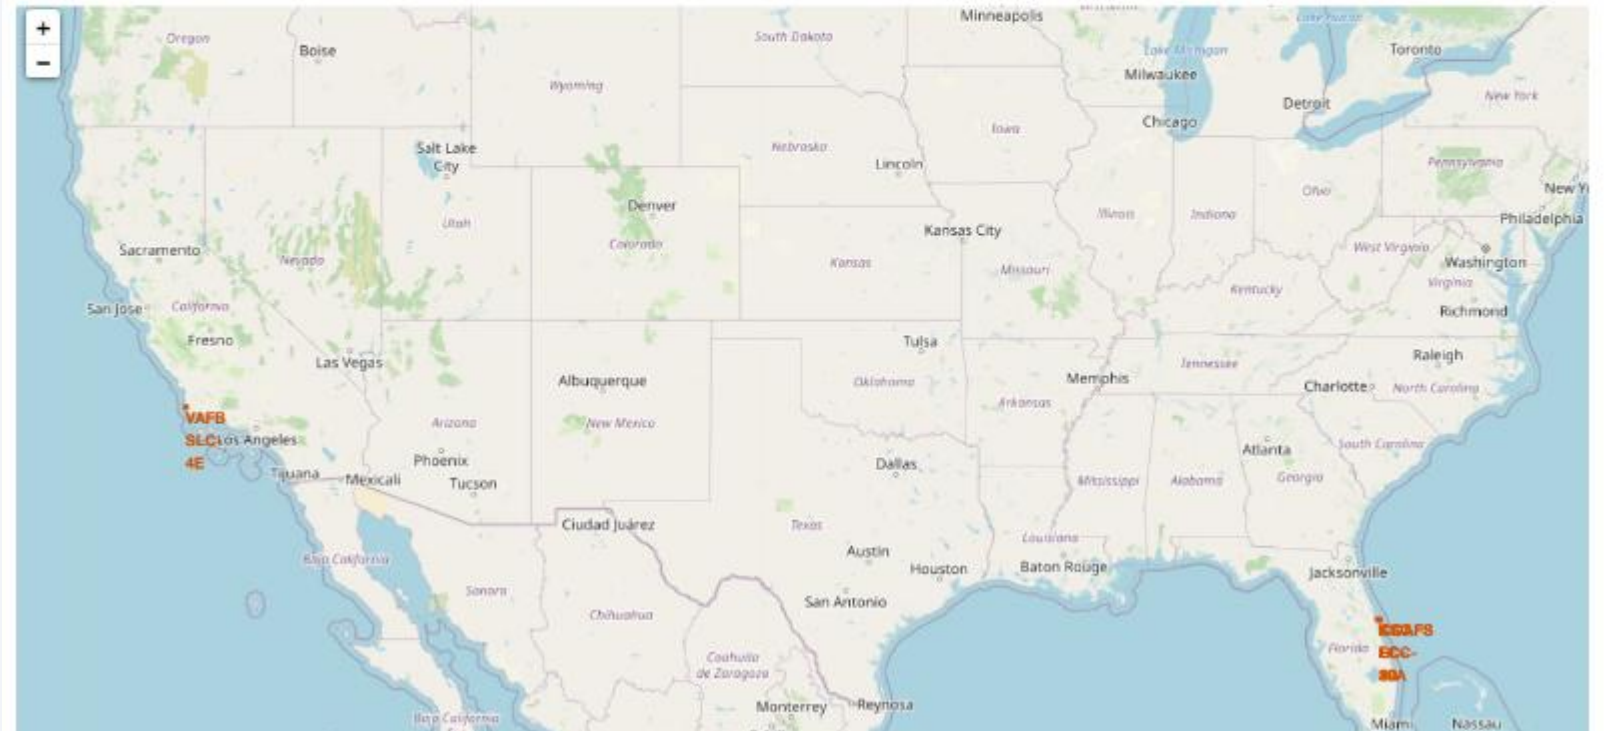 +
−
Minneapolis
Oregon
Boise
South Dakota
Lake Michigan
Toronto
Wyoming
Milwaukee
Detroit
New York
Chicago
Iowa
Salt Lake
City
Nebraska
Lincoln
Pennsylvania
Ohio
Denver
Utah
Colorado
Kansas City
Illinois
Indiana
Philadelphia
Sacramento
Nevada
Kansas
Missouri
West Virginia
Washington
Virginia
Kentucky
San Jose
California
Richmond
Fresno
Las Vegas
Tulsa
Tennessee
Raleigh
Albuquerque
Oklahoma
Memphis
Charlotte
North Carolina
Arkansas
VAFB
SLC-
4E
Los Angeles
Arizona
New Mexico
South Carolina
Atlanta
Phoenix
Dallas
Tijuana
Mexicali
Tucson
Mississippi
Alabama
Georgia
Ciudad Juárez
Texas
Louisiana
Austin
Houston
Baton Rouge
Jacksonville
Baja California
Sonora
San Antonio
Chihuahua
Florida
Coahuila
de Zaragoza
Monterrey
Reynosa
Baja California
Miami
Nassau